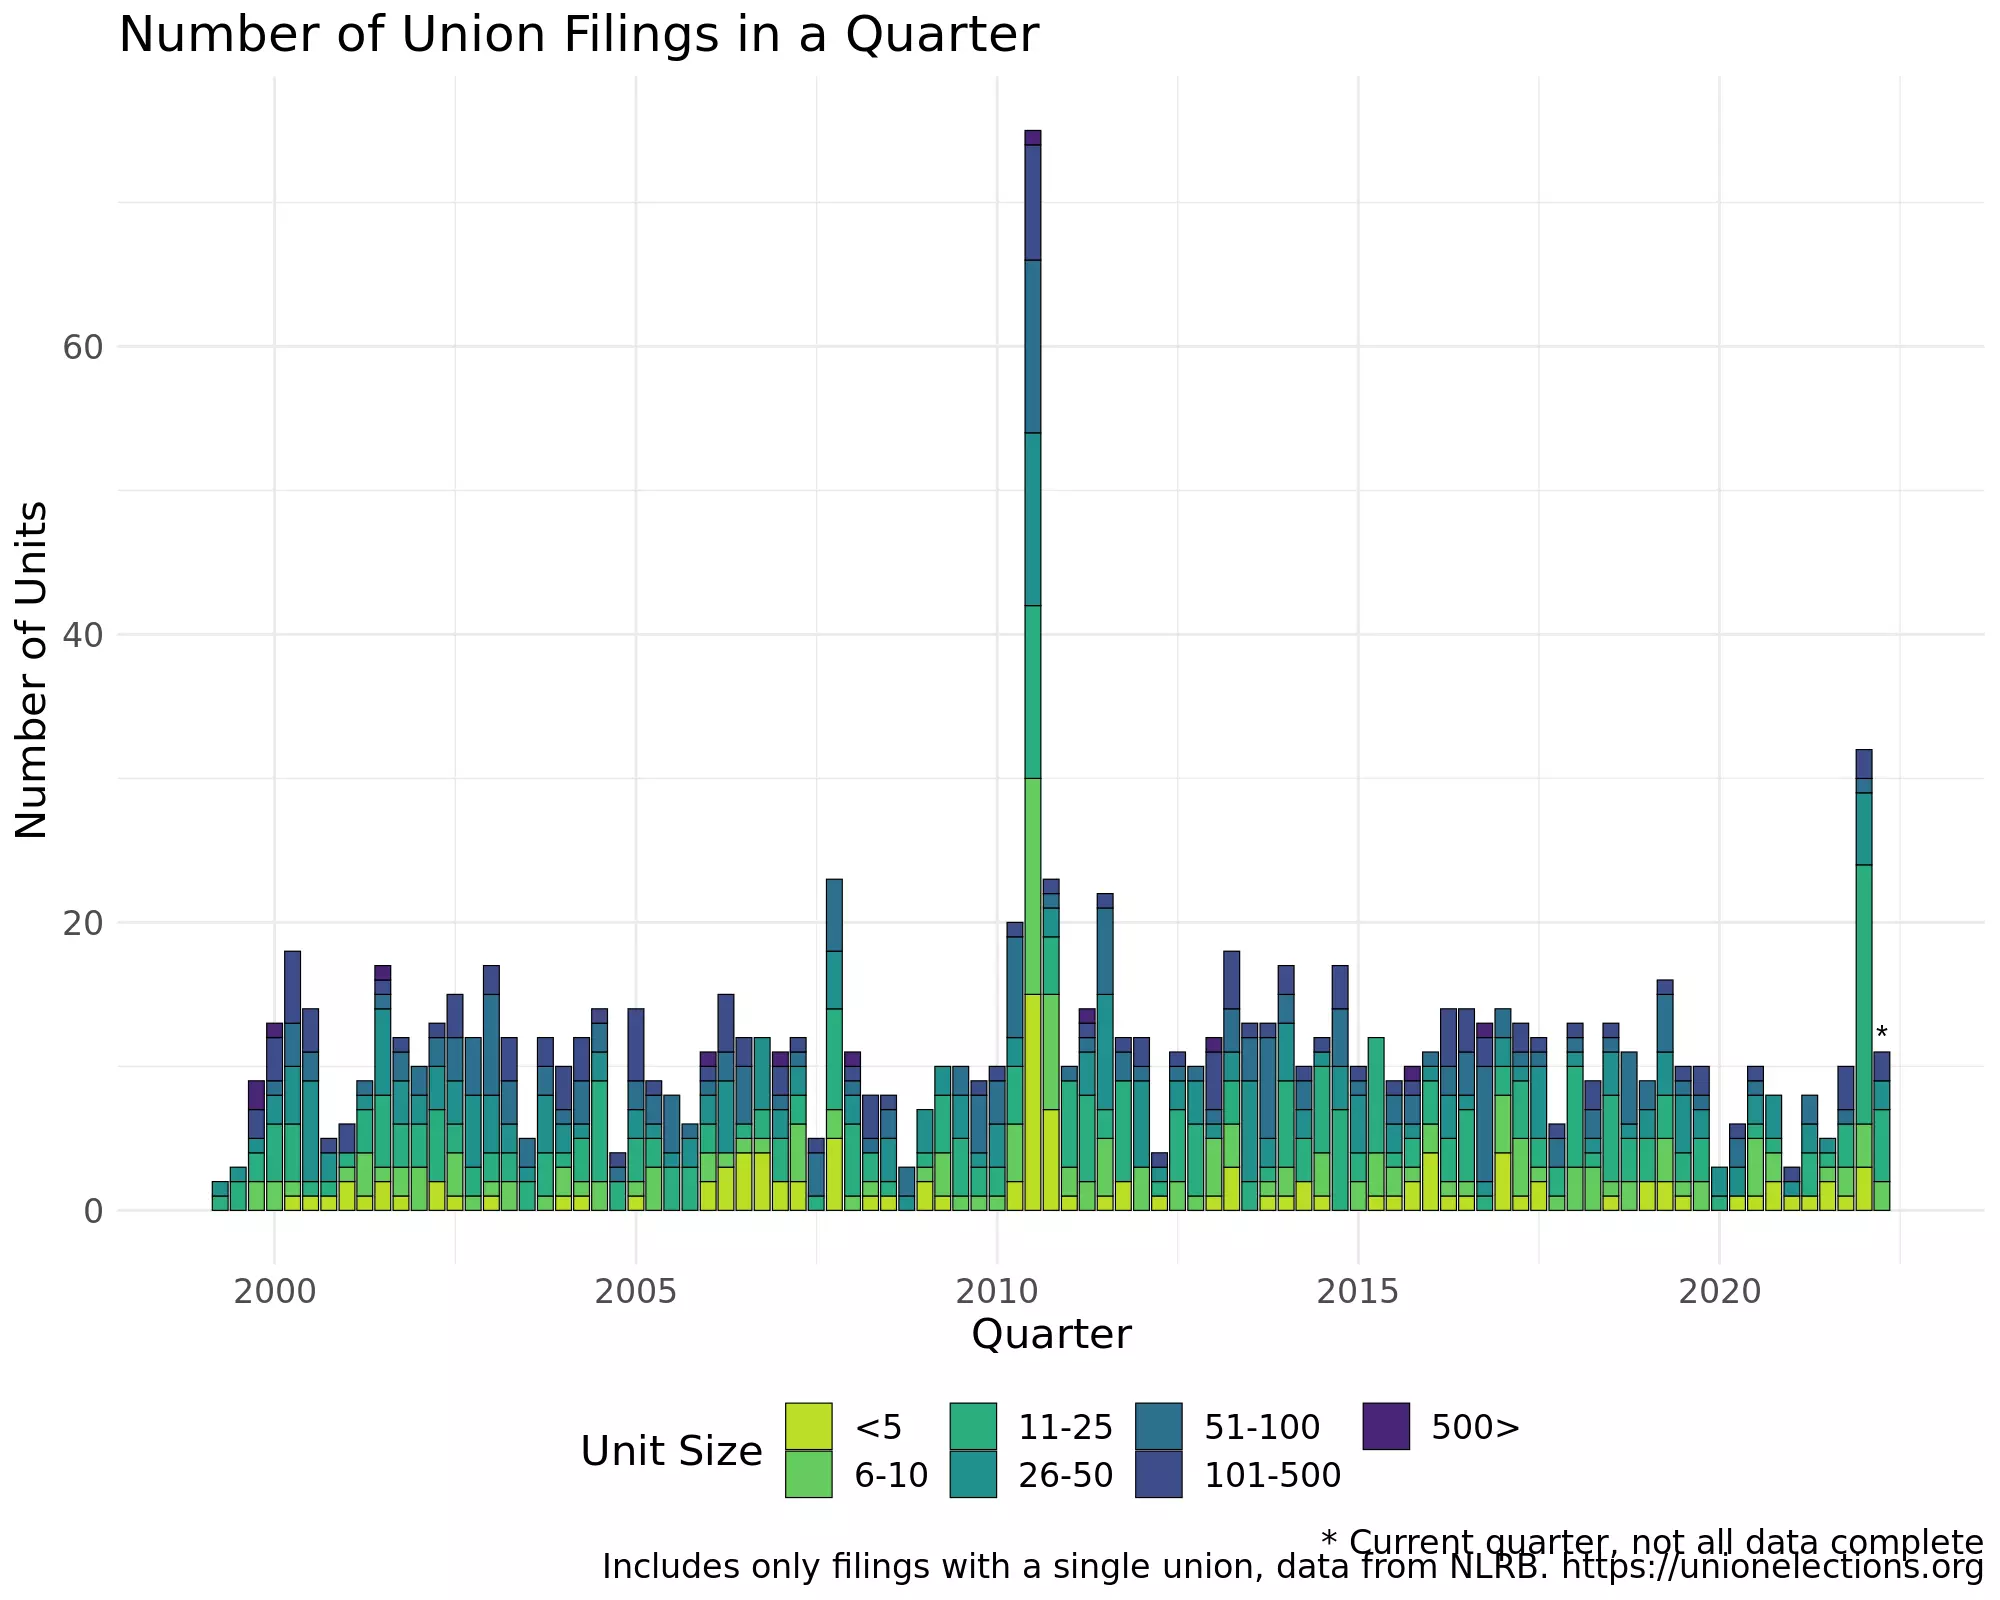 Number of Union Filings in a Quarter
Number of Units
60
40
20
0
*
2000 2005 2010 2015 2020
Quarter
Unit Size
<5 11-25 51-100 500>
6-10 26-50 101-500
* Current quarter, not all data complete
Includes only filings with a single union, data from NLRB. https://unionelections.org